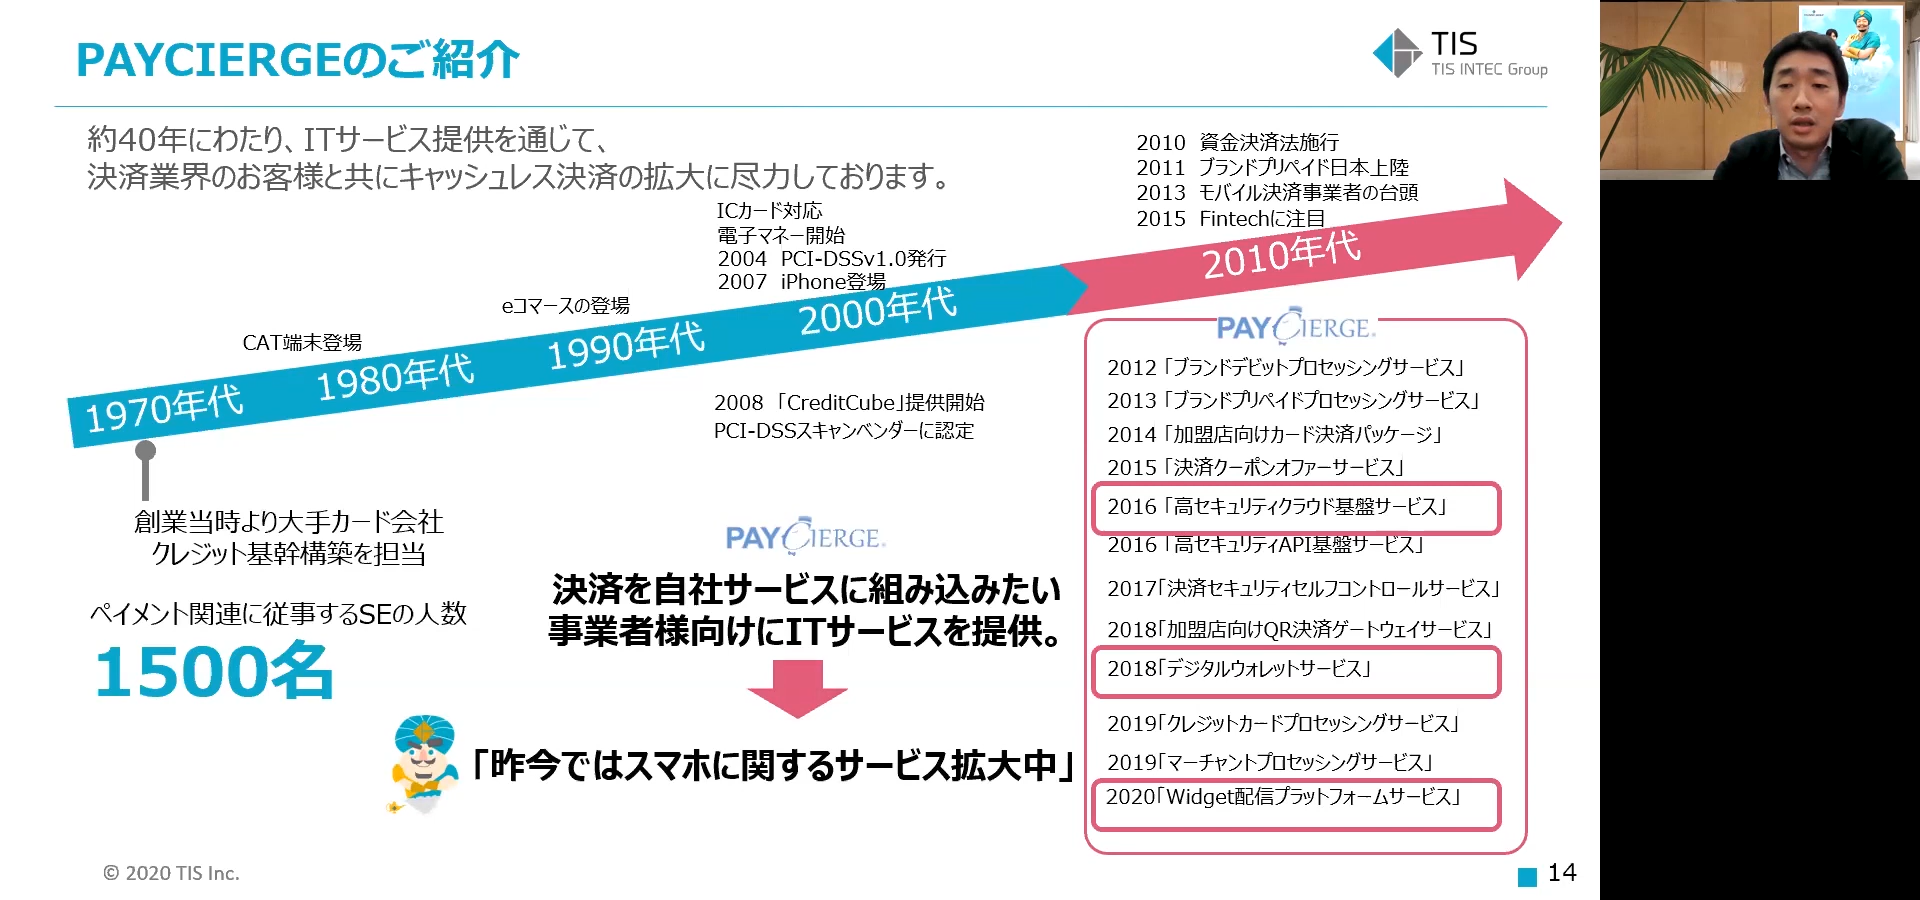 PAYCIERGEのご紹介
TIS
TIS INTEC Group
約40年にわたり、ITサービス提供を通じて、
決済業界のお客様と共にキャッシュレス決済の拡大に尽力しております。
2010 資金決済法施行
2011 ブランドプリペイド日本上陸
2013 モバイル決済事業者の台頭
2015 Fintechに注目
ICカード対応
電子マネー開始
2004 PCI-DSSv1.0発行
2007 iPhone登場
eコマースの登場
CAT端末登場
1970年代
1980年代
1990年代
2000年代
2010年代
2008 「CreditCube」提供開始
PCI-DSSスキャンベンダーに認定
創業当時より大手カード会社
クレジット基幹構築を担当
ペイメント関連に従事するSEの人数
1500名
PAYCIERGE®
決済を自社サービスに組み込みたい
事業者様向けにITサービスを提供。
「昨今ではスマホに関するサービス拡大中」
PAYCIERGE®
2012 「ブランドデビットプロセッシングサービス」
2013 「ブランドプリペイドプロセッシングサービス」
2014 「加盟店向けカード決済パッケージ」
2015 「決済クーポンオファーサービス」
2016 「高セキュリティクラウド基盤サービス」
2016 「高セキュリティAPI基盤サービス」
2017「決済セキュリティセルフコントロールサービス」
2018「加盟店向けQR決済ゲートウェイサービス」
2018「デジタルウォレットサービス」
2019「クレジットカードプロセッシングサービス」
2019「マーチャントプロセッシングサービス」
2020「Widget配信プラットフォームサービス」
© 2020 TIS Inc.
14